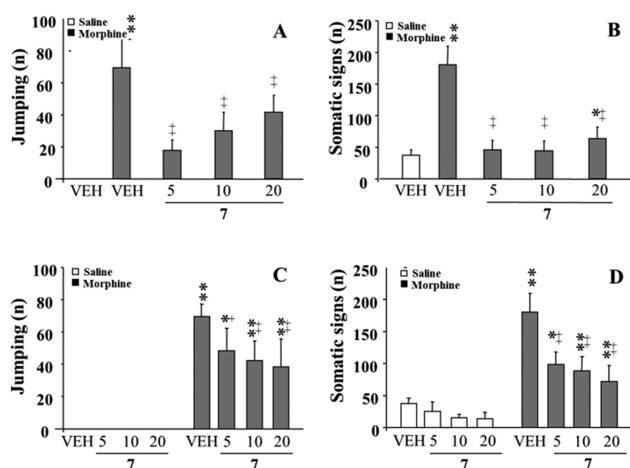 Saline
Morphine
A
Jumping (n)
100
80
60
40
20
0
**
‡
‡
‡
VEH VEH 5 10 20
7
Saline
Morphine
B
Somatic signs (n)
250
200
150
100
50
0
**
‡
‡
*‡
VEH VEH 5 10 20
7
Saline
Morphine
C
Jumping (n)
100
80
60
40
20
0
**
*+
**‡
**‡
VEH 5 10 20 VEH 5 10 20
7 7
Saline
Morphine
D
Somatic signs (n)
250
200
150
100
50
0
**
*‡
**‡
**‡
VEH 5 10 20 VEH 5 10 20
7 7